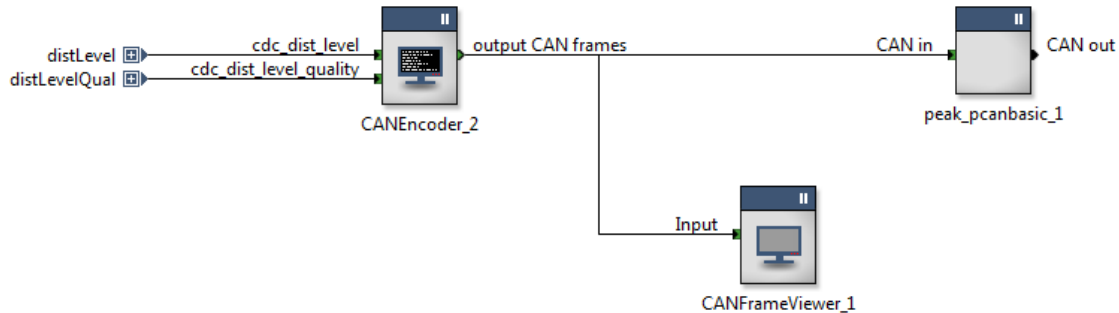 cdc_dist_level
output CAN frames
CAN in
CAN out
distLevel
cdc_dist_level_quality
distLevelQual
peak_pcanbasic_1
CANEncoder_2
Input
CANFrameViewer_1